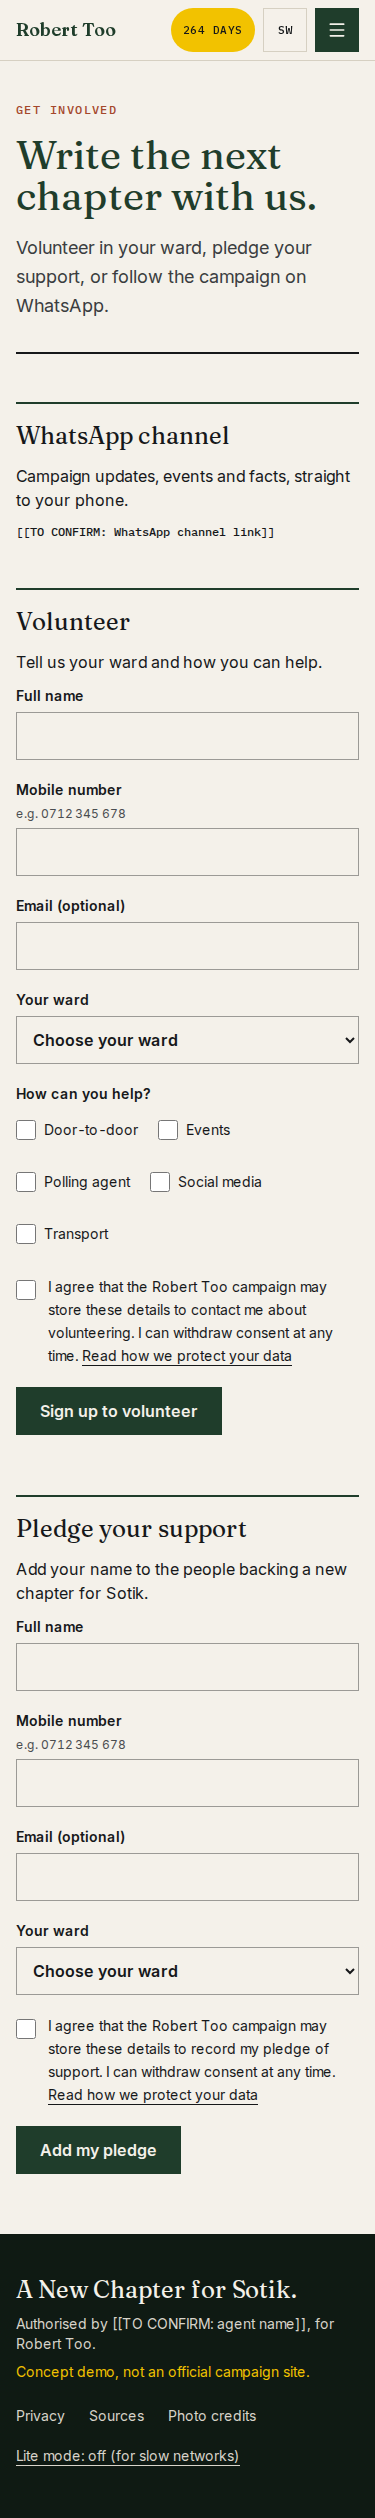 Robert Too
264 DAYS
SW
GET INVOLVED
Write the next
chapter with us.
Volunteer in your ward, pledge your
support, or follow the campaign on
WhatsApp.
WhatsApp channel
Campaign updates, events and facts, straight
to your phone.
[[TO CONFIRM: WhatsApp channel link]]
Volunteer
Tell us your ward and how you can help.
Full name
Mobile number
e.g. 0712 345 678
Email (optional)
Your ward
Choose your ward
How can you help?
Door-to-door
Events
Polling agent
Social media
Transport
I agree that the Robert Too campaign may
store these details to contact me about
volunteering. I can withdraw consent at any
time. Read how we protect your data
Sign up to volunteer
Pledge your support
Add your name to the people backing a new
chapter for Sotik.
Full name
Mobile number
e.g. 0712 345 678
Email (optional)
Your ward
Choose your ward
I agree that the Robert Too campaign may
store these details to record my pledge of
support. I can withdraw consent at any time.
Read how we protect your data
Add my pledge
A New Chapter for Sotik.
Authorised by [[TO CONFIRM: agent name]], for
Robert Too.
Concept demo, not an official campaign site.
Privacy
Sources
Photo credits
Lite mode: off (for slow networks)